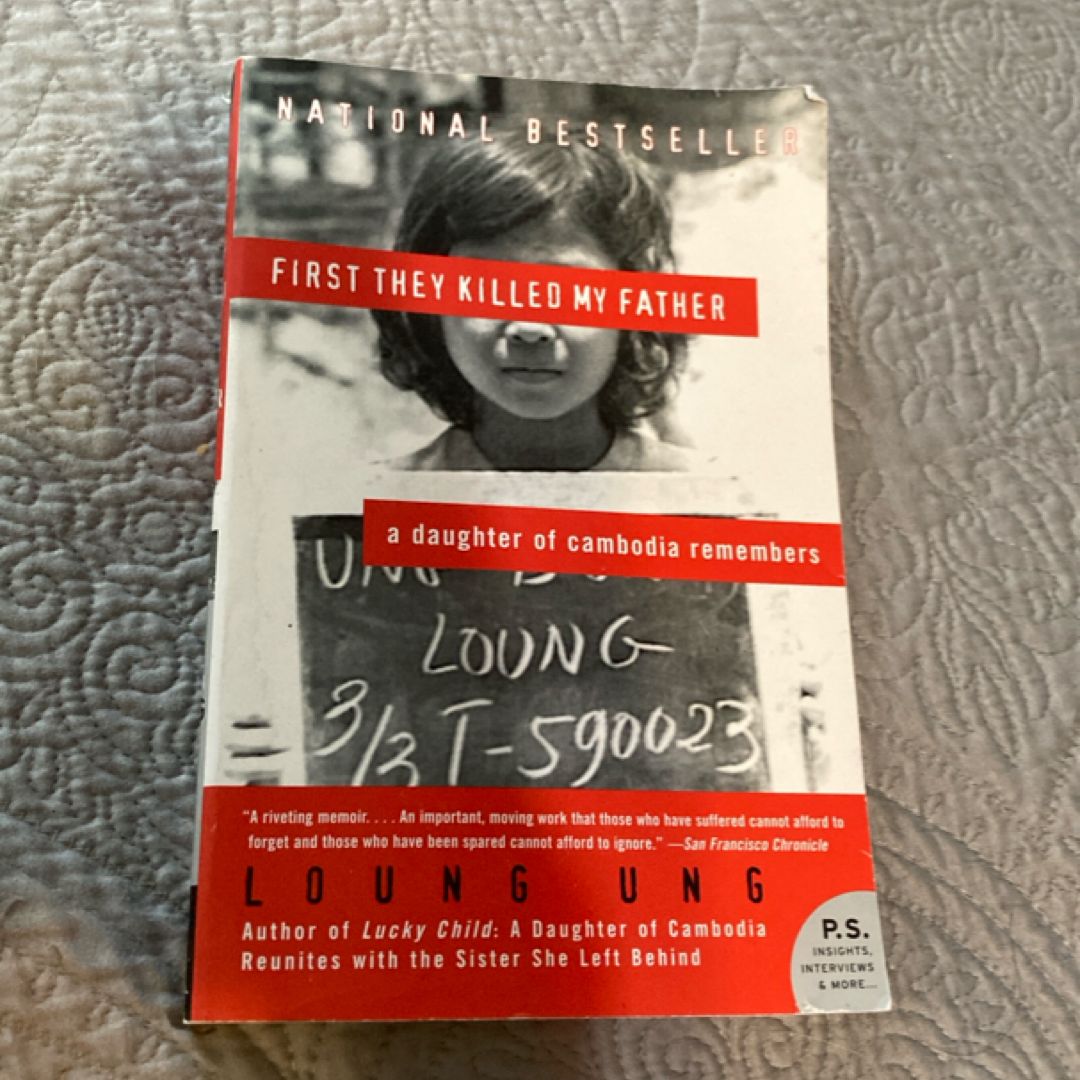 NATIONAL BESTSELLER
FIRST THEY KILLED MY FATHER
a daughter of cambodia remembers
LOUNG
3/3 T-590023
"A riveting memoir. . . . An important, moving work that those who have suffered cannot afford to
forget and those who have been spared cannot afford to ignore." —San Francisco Chronicle
LOUNG UNG
Author of Lucky Child: A Daughter of Cambodia
Reunites with the Sister She Left Behind
P.S.
INSIGHTS,
INTERVIEWS
& MORE...